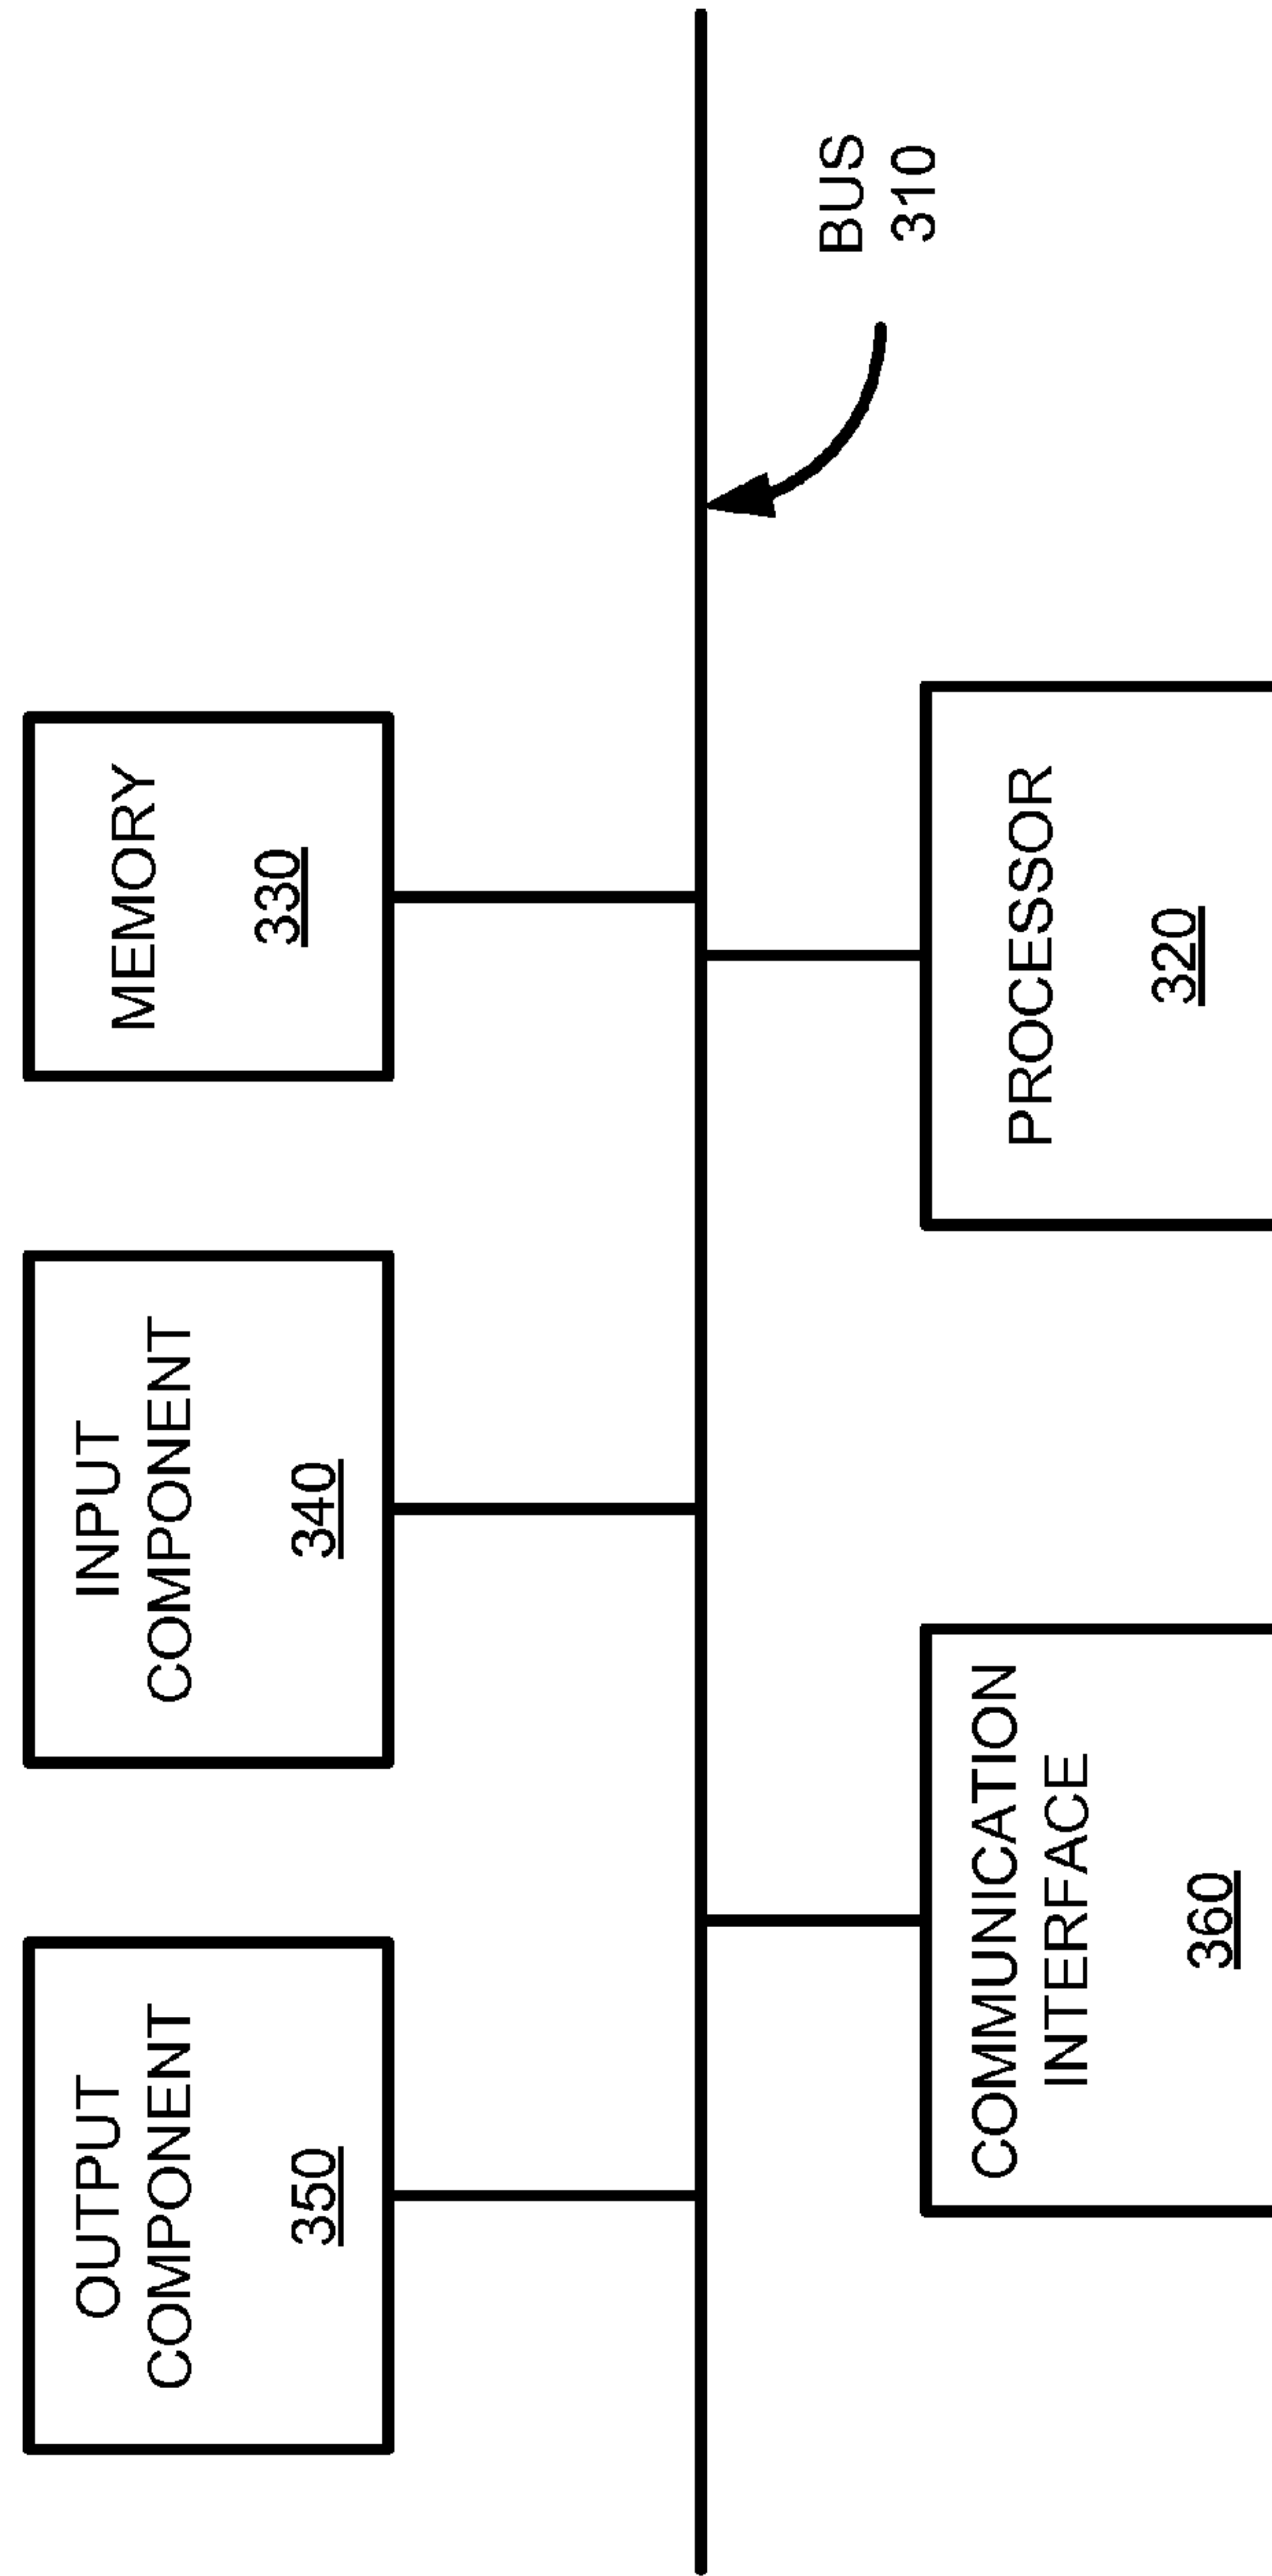 OUTPUT
COMPONENT
350
INPUT
COMPONENT
340
MEMORY
330
BUS
310
COMMUNICATION
INTERFACE
360
PROCESSOR
320